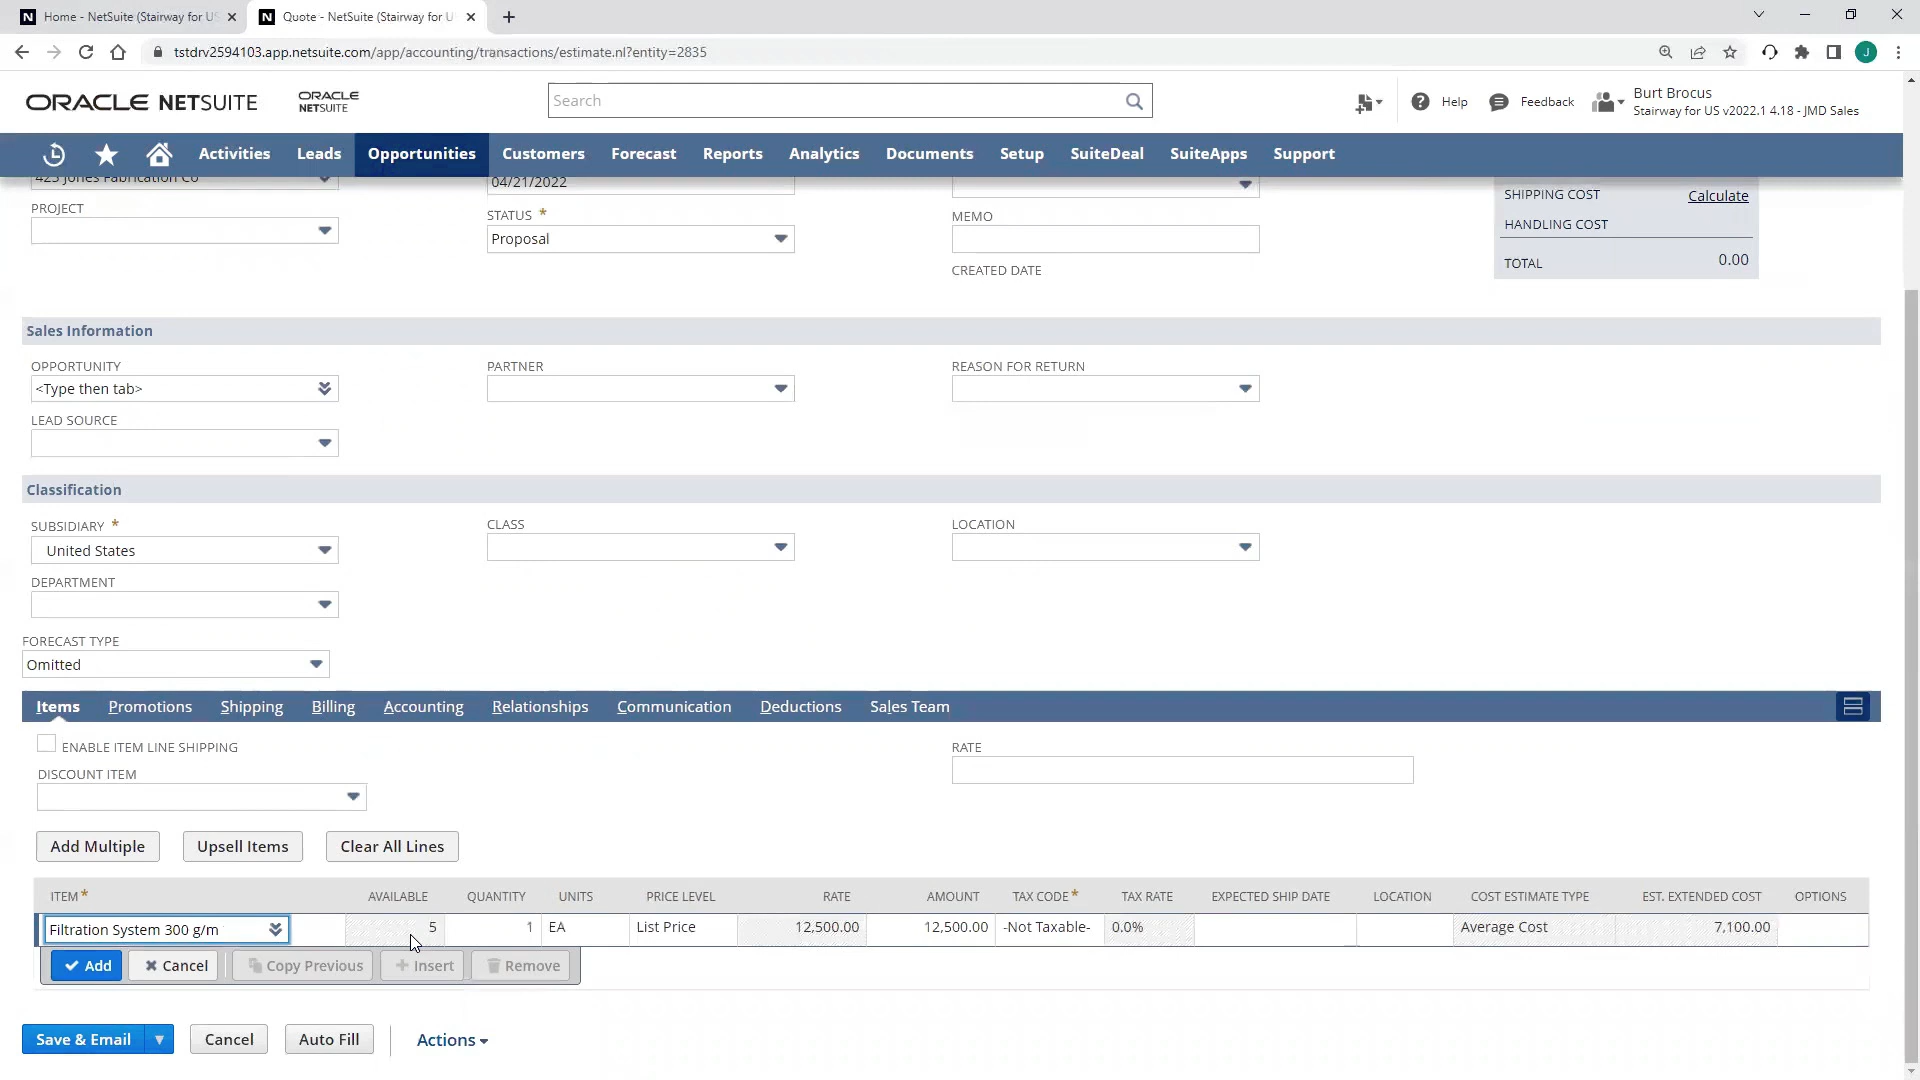 Home - NetSuite (Stairway for US
Quote - NetSuite (Stairway for U
tstdrv2594103.app.netsuite.com/app/accounting/transactions/estimate.nl?entity=2835
J
ORACLE NETSUITE
ORACLE
NETSUITE
Search
Help
Feedback
Burt Brocus
Stairway for US v2022.1 4.18 - JMD Sales
Activities Leads Opportunities Customers Forecast Reports Analytics Documents Setup SuiteDeal SuiteApps Support
425 Jones Fabrication Co
04/21/2022
PROJECT
STATUS *
Proposal
MEMO
CREATED DATE
SHIPPING COST Calculate
HANDLING COST
TOTAL 0.00
Sales Information
OPPORTUNITY
<Type then tab>
PARTNER
REASON FOR RETURN
LEAD SOURCE
Classification
SUBSIDIARY *
United States
CLASS
LOCATION
DEPARTMENT
FORECAST TYPE
Omitted
Items Promotions Shipping Billing Accounting Relationships Communication Deductions Sales Team
ENABLE ITEM LINE SHIPPING
RATE
DISCOUNT ITEM
Add Multiple Upsell Items Clear All Lines
ITEM * AVAILABLE QUANTITY UNITS PRICE LEVEL RATE AMOUNT TAX CODE * TAX RATE EXPECTED SHIP DATE LOCATION COST ESTIMATE TYPE EST. EXTENDED COST OPTIONS
Filtration System 300 g/m 5 1 EA List Price 12,500.00 12,500.00 -Not Taxable- 0.0% Average Cost 7,100.00
Add Cancel Copy Previous Insert Remove
Save & Email Cancel Auto Fill Actions